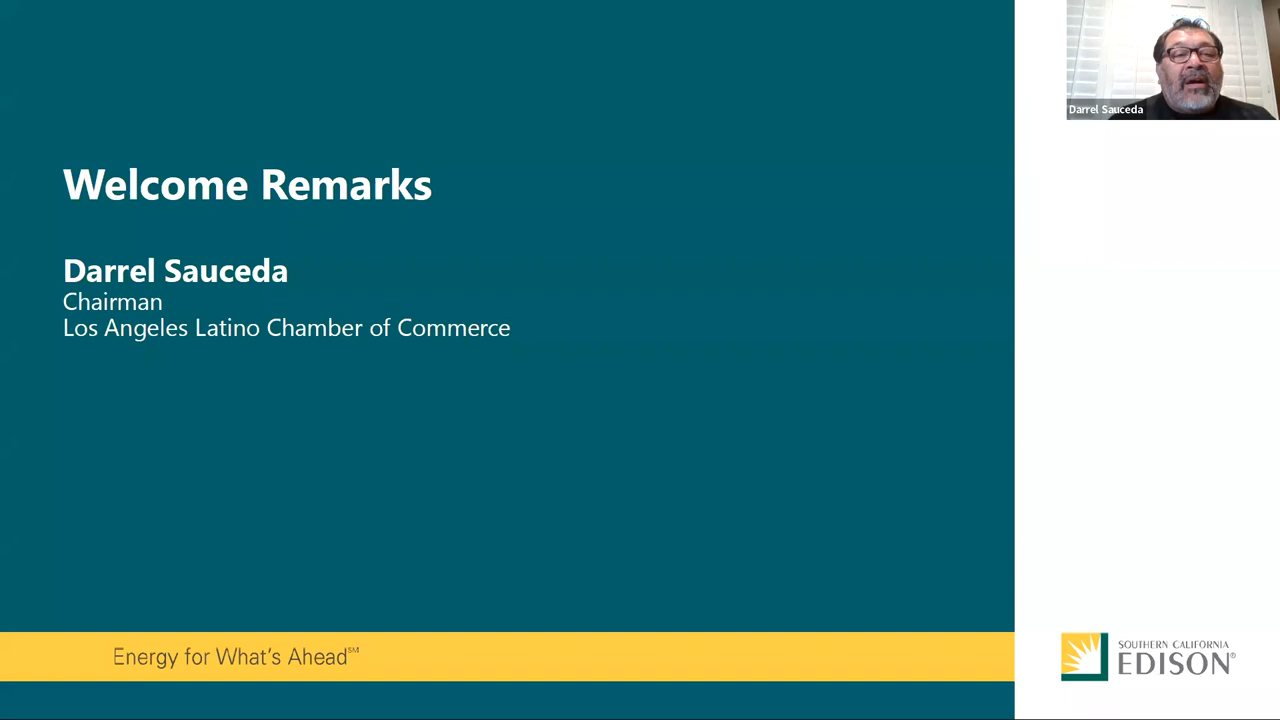 Welcome Remarks
Darrel Sauceda
Chairman
Los Angeles Latino Chamber of Commerce
Energy for What's Ahead℠
Darrel Sauceda
SOUTHERN CALIFORNIA
EDISON®